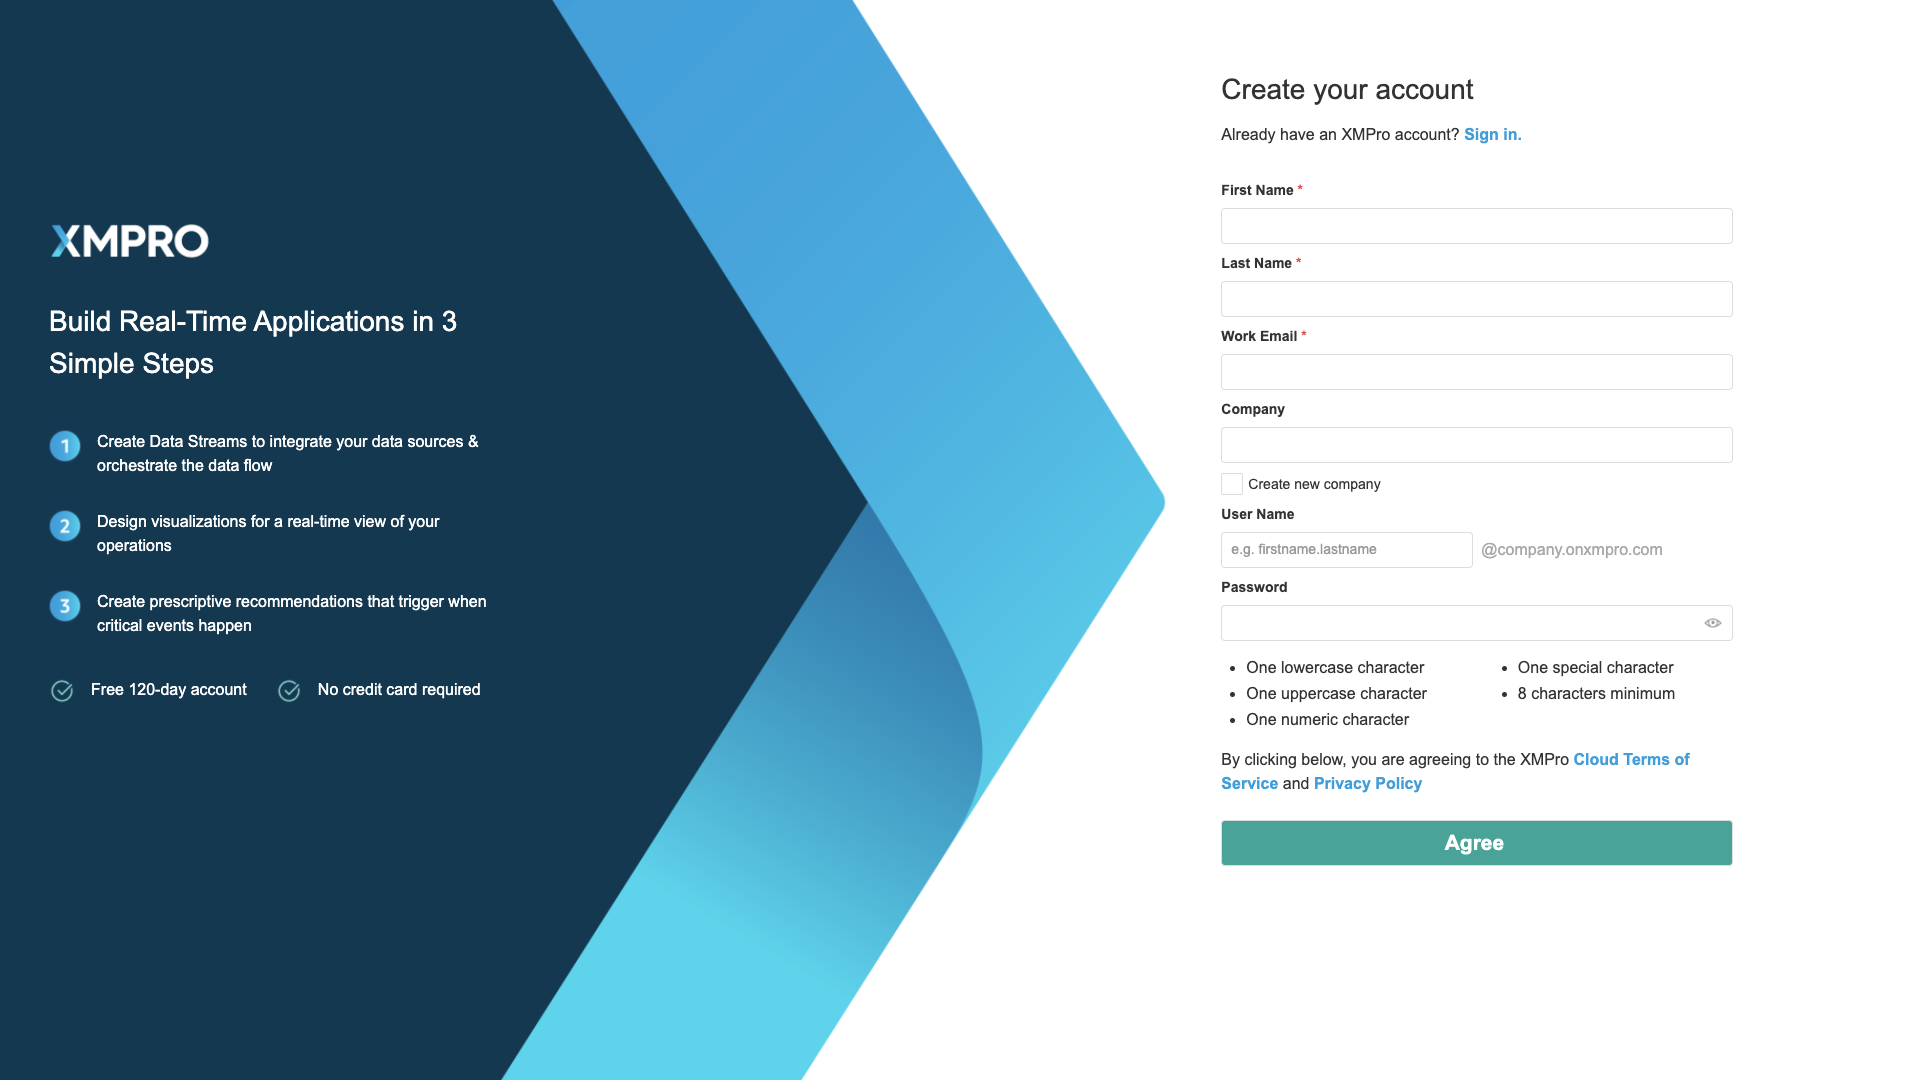 XMPRO
Build Real-Time Applications in 3
Simple Steps
1 Create Data Streams to integrate your data sources &
orchestrate the data flow
2 Design visualizations for a real-time view of your
operations
3 Create prescriptive recommendations that trigger when
critical events happen
Free 120-day account No credit card required
Create your account
Already have an XMPro account? Sign in.
First Name *
Last Name *
Work Email *
Company
Create new company
User Name
e.g. firstname.lastname @company.onxmpro.com
Password
• One lowercase character
• One uppercase character
• One numeric character
• One special character
• 8 characters minimum
By clicking below, you are agreeing to the XMPro Cloud Terms of
Service and Privacy Policy
Agree